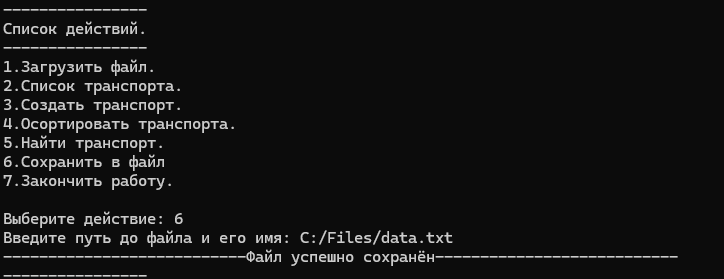 ----------------
Список действий.
----------------
1.Загрузить файл.
2.Список транспорта.
3.Создать транспорт.
4.Осортировать транспорта.
5.Найти транспорт.
6.Сохранить в файл
7.Закончить работу.
Выберите действие: 6
Введите путь до файла и его имя: C:/Files/data.txt
---------------------------Файл успешно сохранён---------------------------
----------------